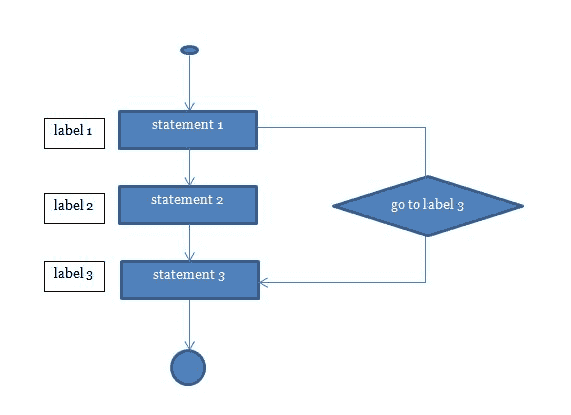 label 1
statement 1
label 2
statement 2
go to label 3
label 3
statement 3